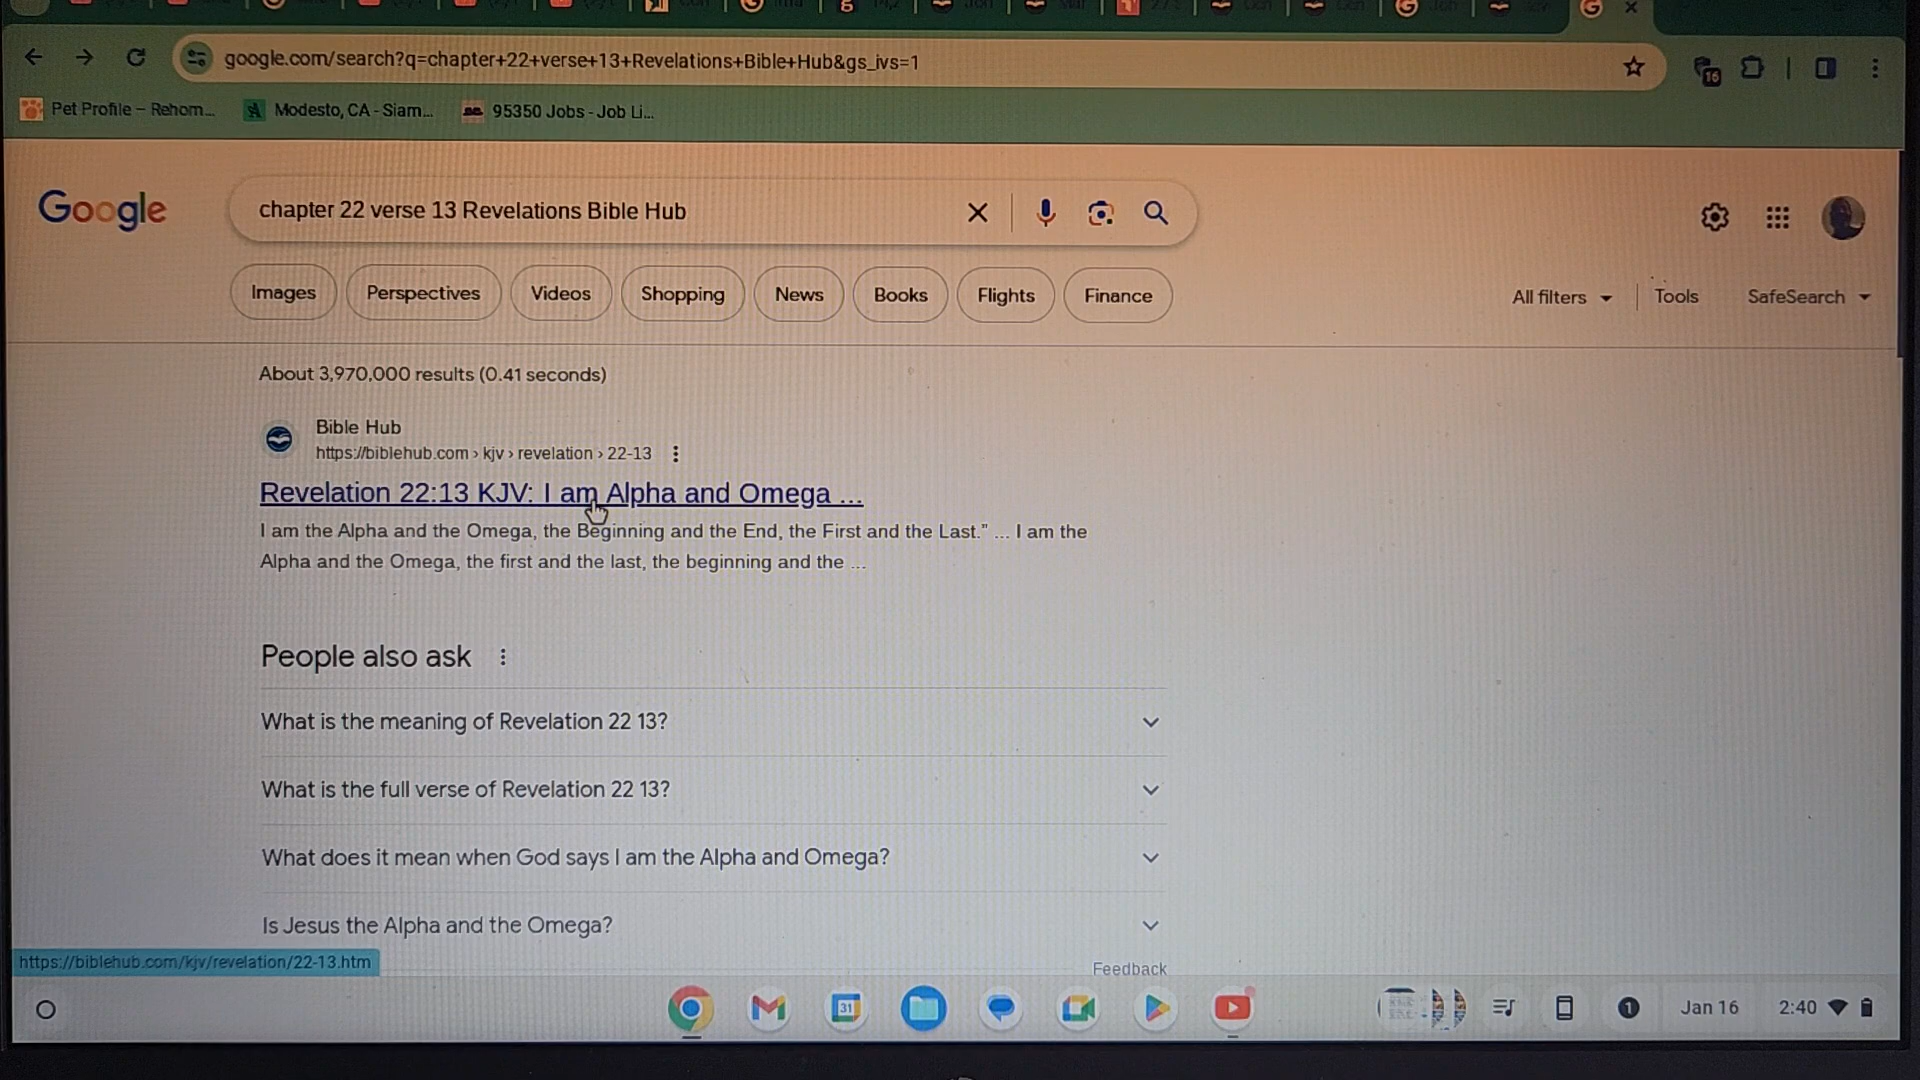 google.com/search?q=chapter+22+verse+13+Revelations+Bible+Hub&gs_ivs=1
16
Pet Profile – Rehom... Modesto, CA - Siam... 95350 Jobs - Job Li...
Google chapter 22 verse 13 Revelations Bible Hub
Images Perspectives Videos Shopping News Books Flights Finance All filters Tools SafeSearch
About 3,970,000 results (0.41 seconds)
Bible Hub
https://biblehub.com › kjv › revelation › 22-13
Revelation 22:13 KJV: I am Alpha and Omega ...
I am the Alpha and the Omega, the Beginning and the End, the First and the Last." ... I am the
Alpha and the Omega, the first and the last, the beginning and the ...
People also ask
What is the meaning of Revelation 22 13?
What is the full verse of Revelation 22 13?
What does it mean when God says I am the Alpha and Omega?
Is Jesus the Alpha and the Omega?
https://biblehub.com/kjv/revelation/22-13.htm
Feedback
31 1 Jan 16 2:40